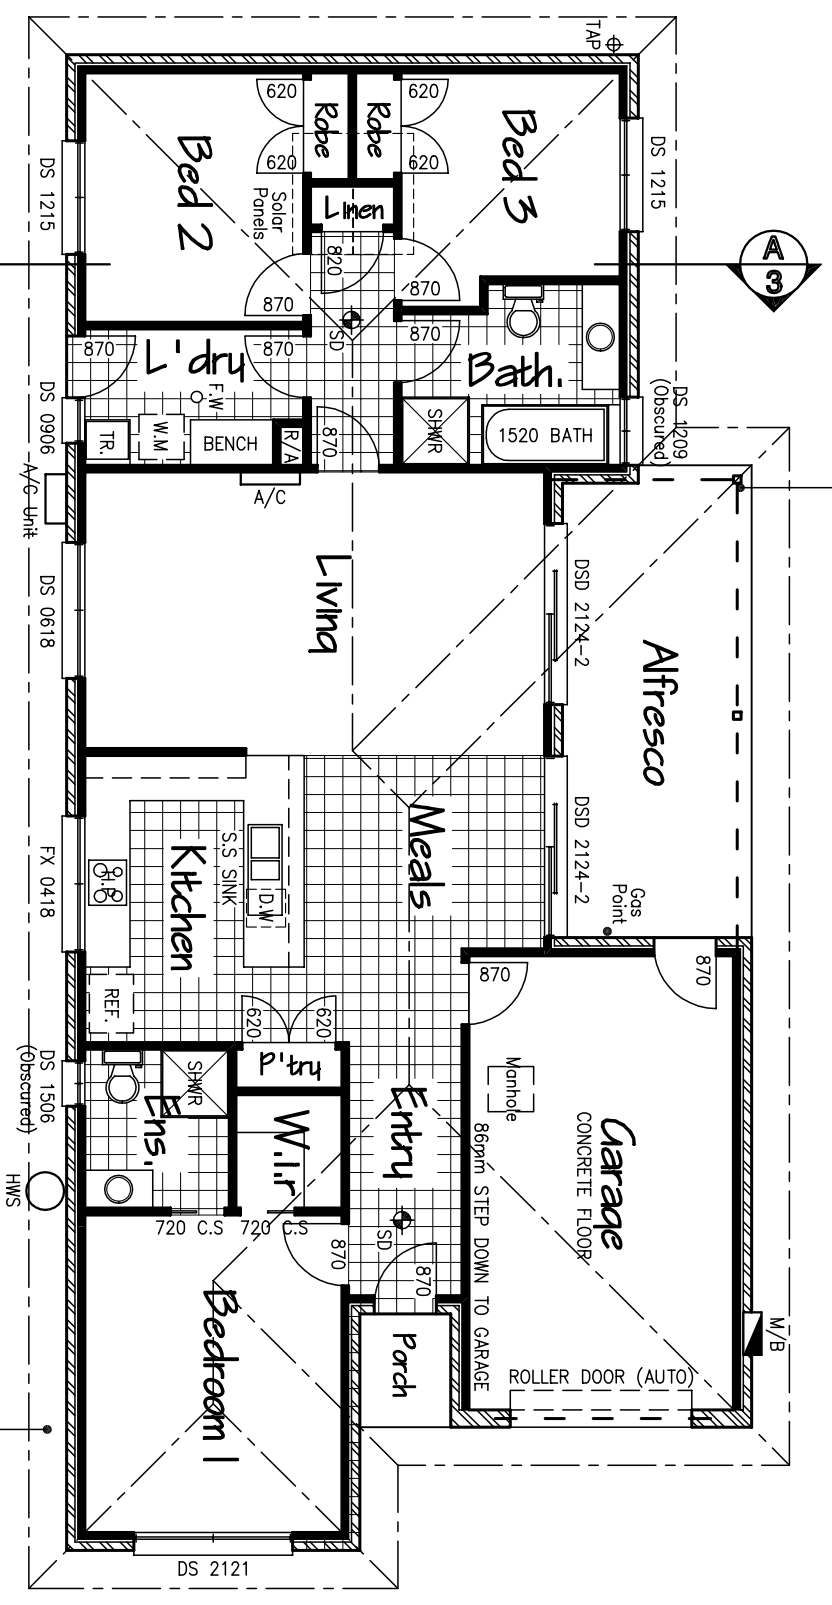 TAP
620
620
Robe
Robe
620
620
Bed 2
Bed 3
DS 1215
DS 1215
Solar
Panels
Linen
820
A
3
870
870
SD
870
L'dry
870
870
Bath.
F.W
DS 0906
DS 1209
(Obscured)
TR.
W.M
BENCH
R/A
870
SHWR
1520 BATH
A/C Unit
A/C
Living
DS 0618
DSD 2124-2
Alfresco
DSD 2124-2
Meals
S.S SINK
Kitchen
H.P
D.W
FX 0418
Gas
Point
870
870
REF.
620
620
P'try
DS 1506
(Obscured)
SHWR
Ens.
W.I.r
Entry
Manhole
Garage
CONCRETE FLOOR
86mm STEP DOWN TO GARAGE
HWS
720 C.S
720 C.S
SD
870
870
M/B
Bedroom 1
Porch
ROLLER DOOR (AUTO)
DS 2121